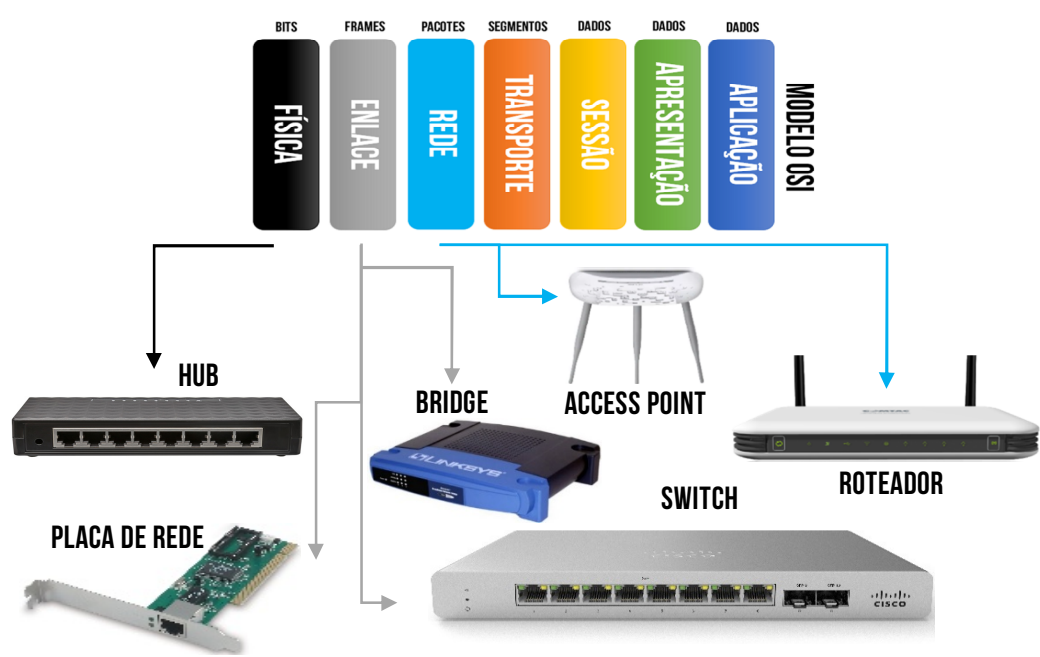 BITS
FRAMES
PACOTES
SEGMENTOS
DADOS
DADOS
DADOS
FÍSICA
ENLACE
REDE
TRANSPORTE
SESSÃO
APRESENTAÇÃO
APLICAÇÃO
MODELO OSI
HUB
BRIDGE
ACCESS POINT
ROTEADOR
PLACA DE REDE
SWITCH
LINKSYS
CISCO